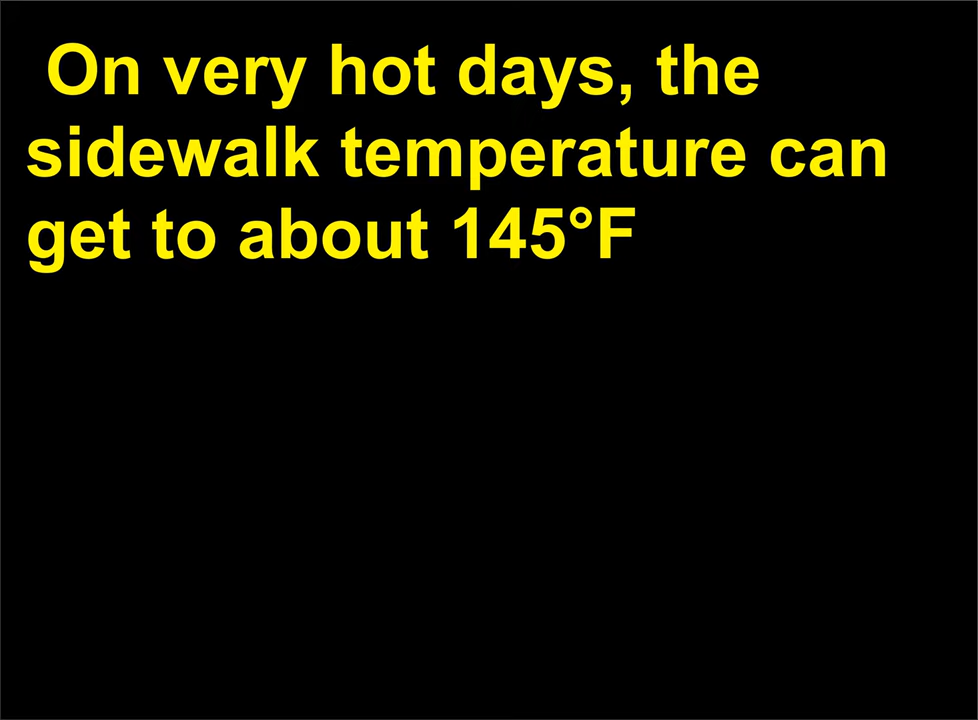 On very hot days, the
sidewalk temperature can
get to about 145°F